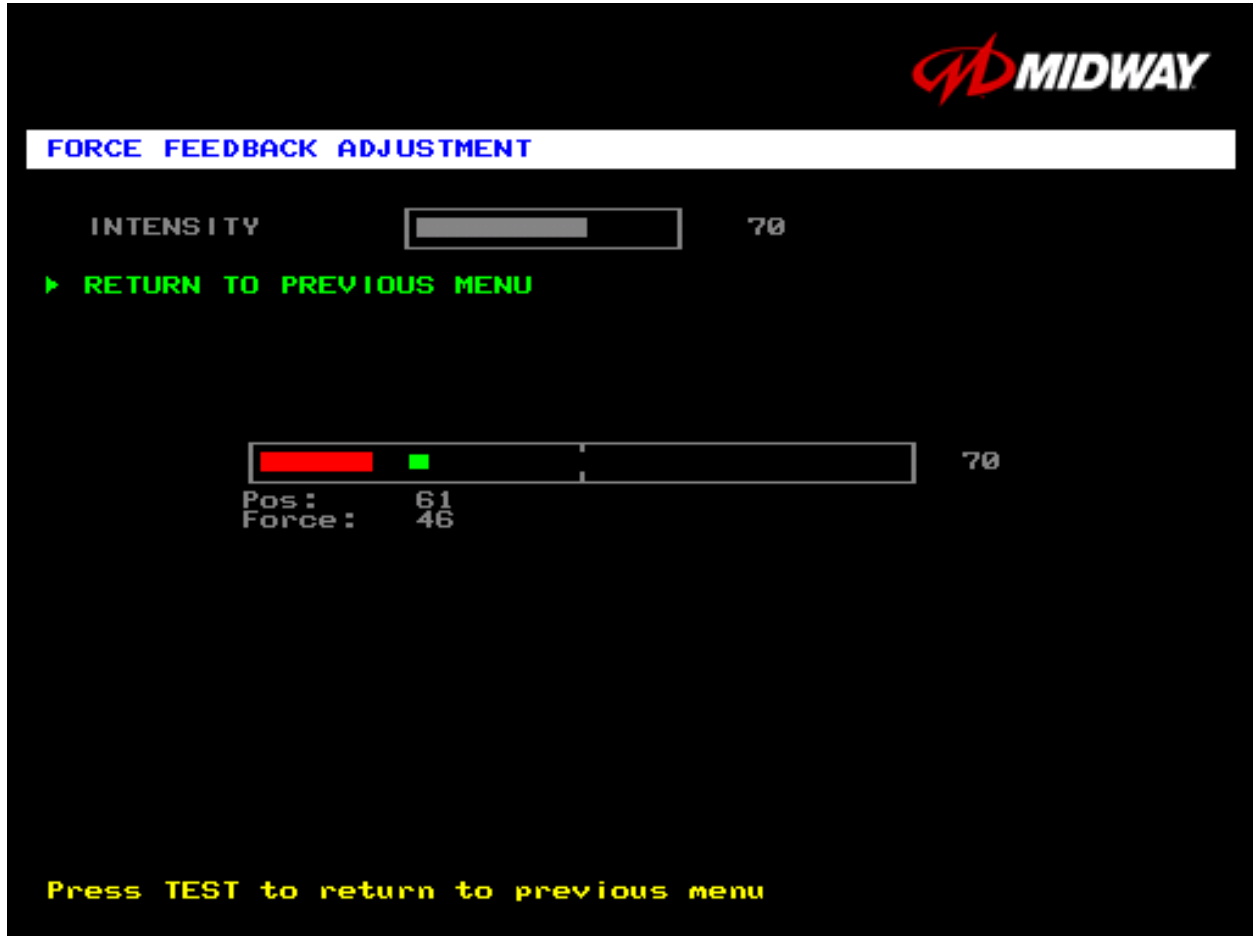 MIDWAY
FORCE FEEDBACK ADJUSTMENT
INTENSITY 70
RETURN TO PREVIOUS MENU
70
Pos: 61
Force: 46
Press TEST to return to previous menu